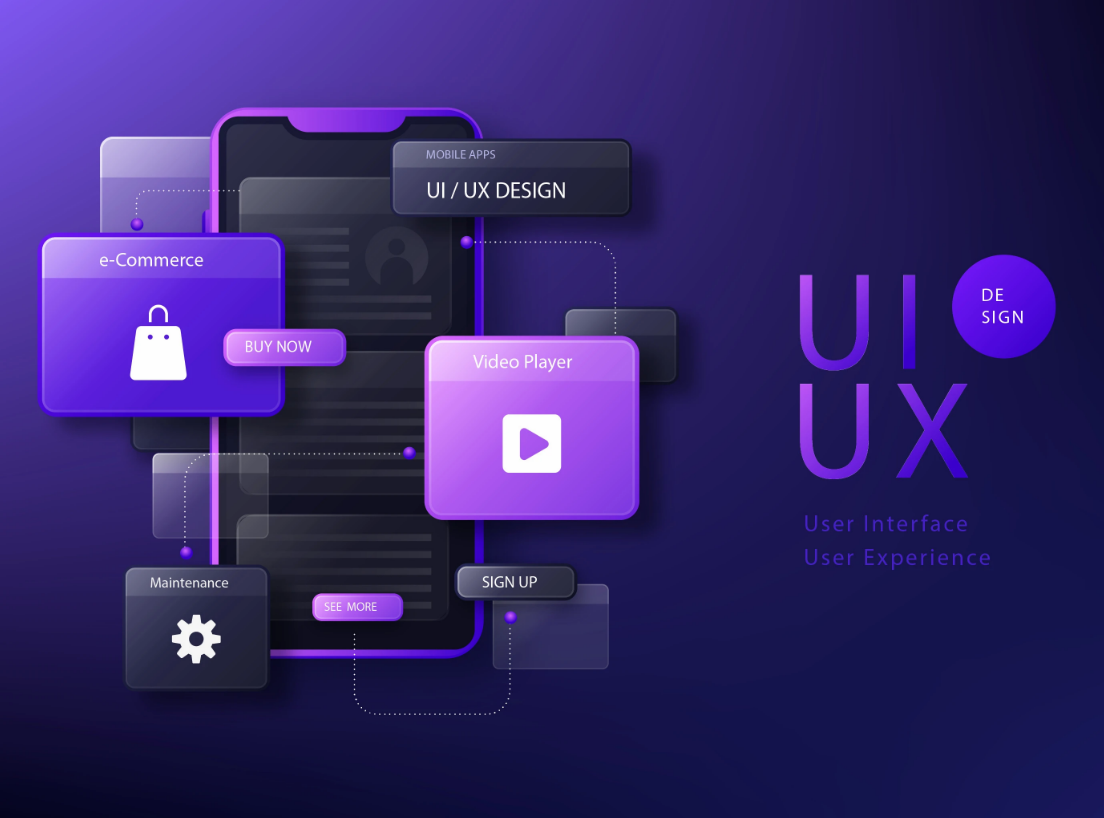 MOBILE APPS
UI / UX DESIGN
e-Commerce
BUY NOW
Video Player
Maintenance
SEE MORE
SIGN UP
UI
DE
SIGN
UX
User Interface
User Experience